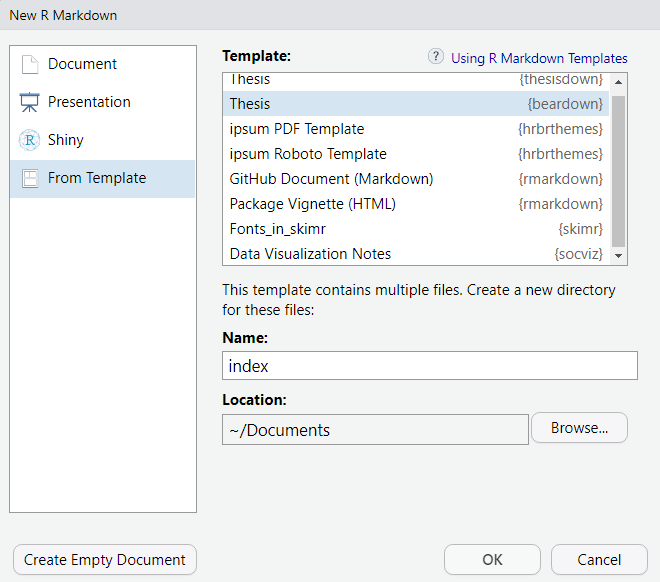 New R Markdown
Document
Presentation
Shiny
From Template
Template:
? Using R Markdown Templates
Thesis {thesisdown}
Thesis {beardown}
ipsum PDF Template {hrbrthemes}
ipsum Roboto Template {hrbrthemes}
GitHub Document (Markdown) {rmarkdown}
Package Vignette (HTML) {rmarkdown}
Fonts_in_skimr {skimr}
Data Visualization Notes {socviz}
This template contains multiple files. Create a new directory
for these files:
Name:
index
Location:
~/Documents
Browse...
Create Empty Document
OK
Cancel